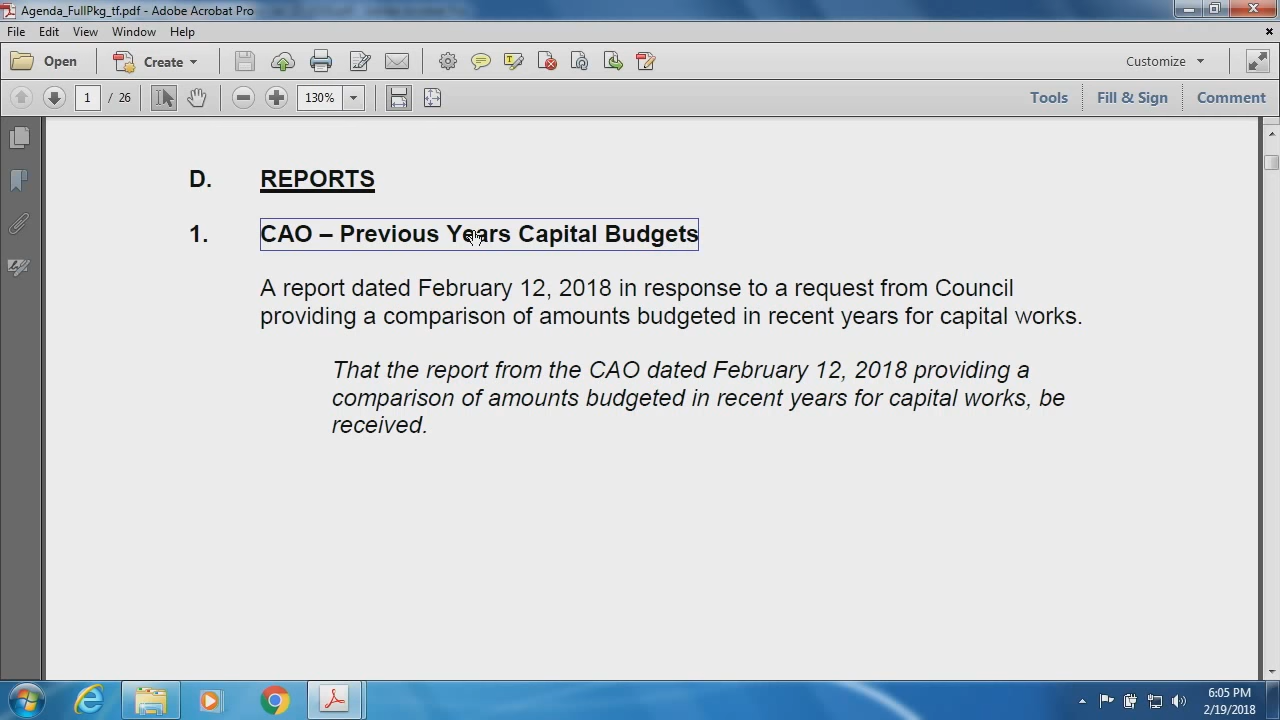 Agenda_FullPkg_tf.pdf - Adobe Acrobat Pro
File Edit View Window Help
Open Create Customize
1 / 26 130% Tools Fill & Sign Comment
D. REPORTS
1. CAO – Previous Years Capital Budgets
A report dated February 12, 2018 in response to a request from Council
providing a comparison of amounts budgeted in recent years for capital works.
That the report from the CAO dated February 12, 2018 providing a
comparison of amounts budgeted in recent years for capital works, be
received.
6:05 PM
2/19/2018